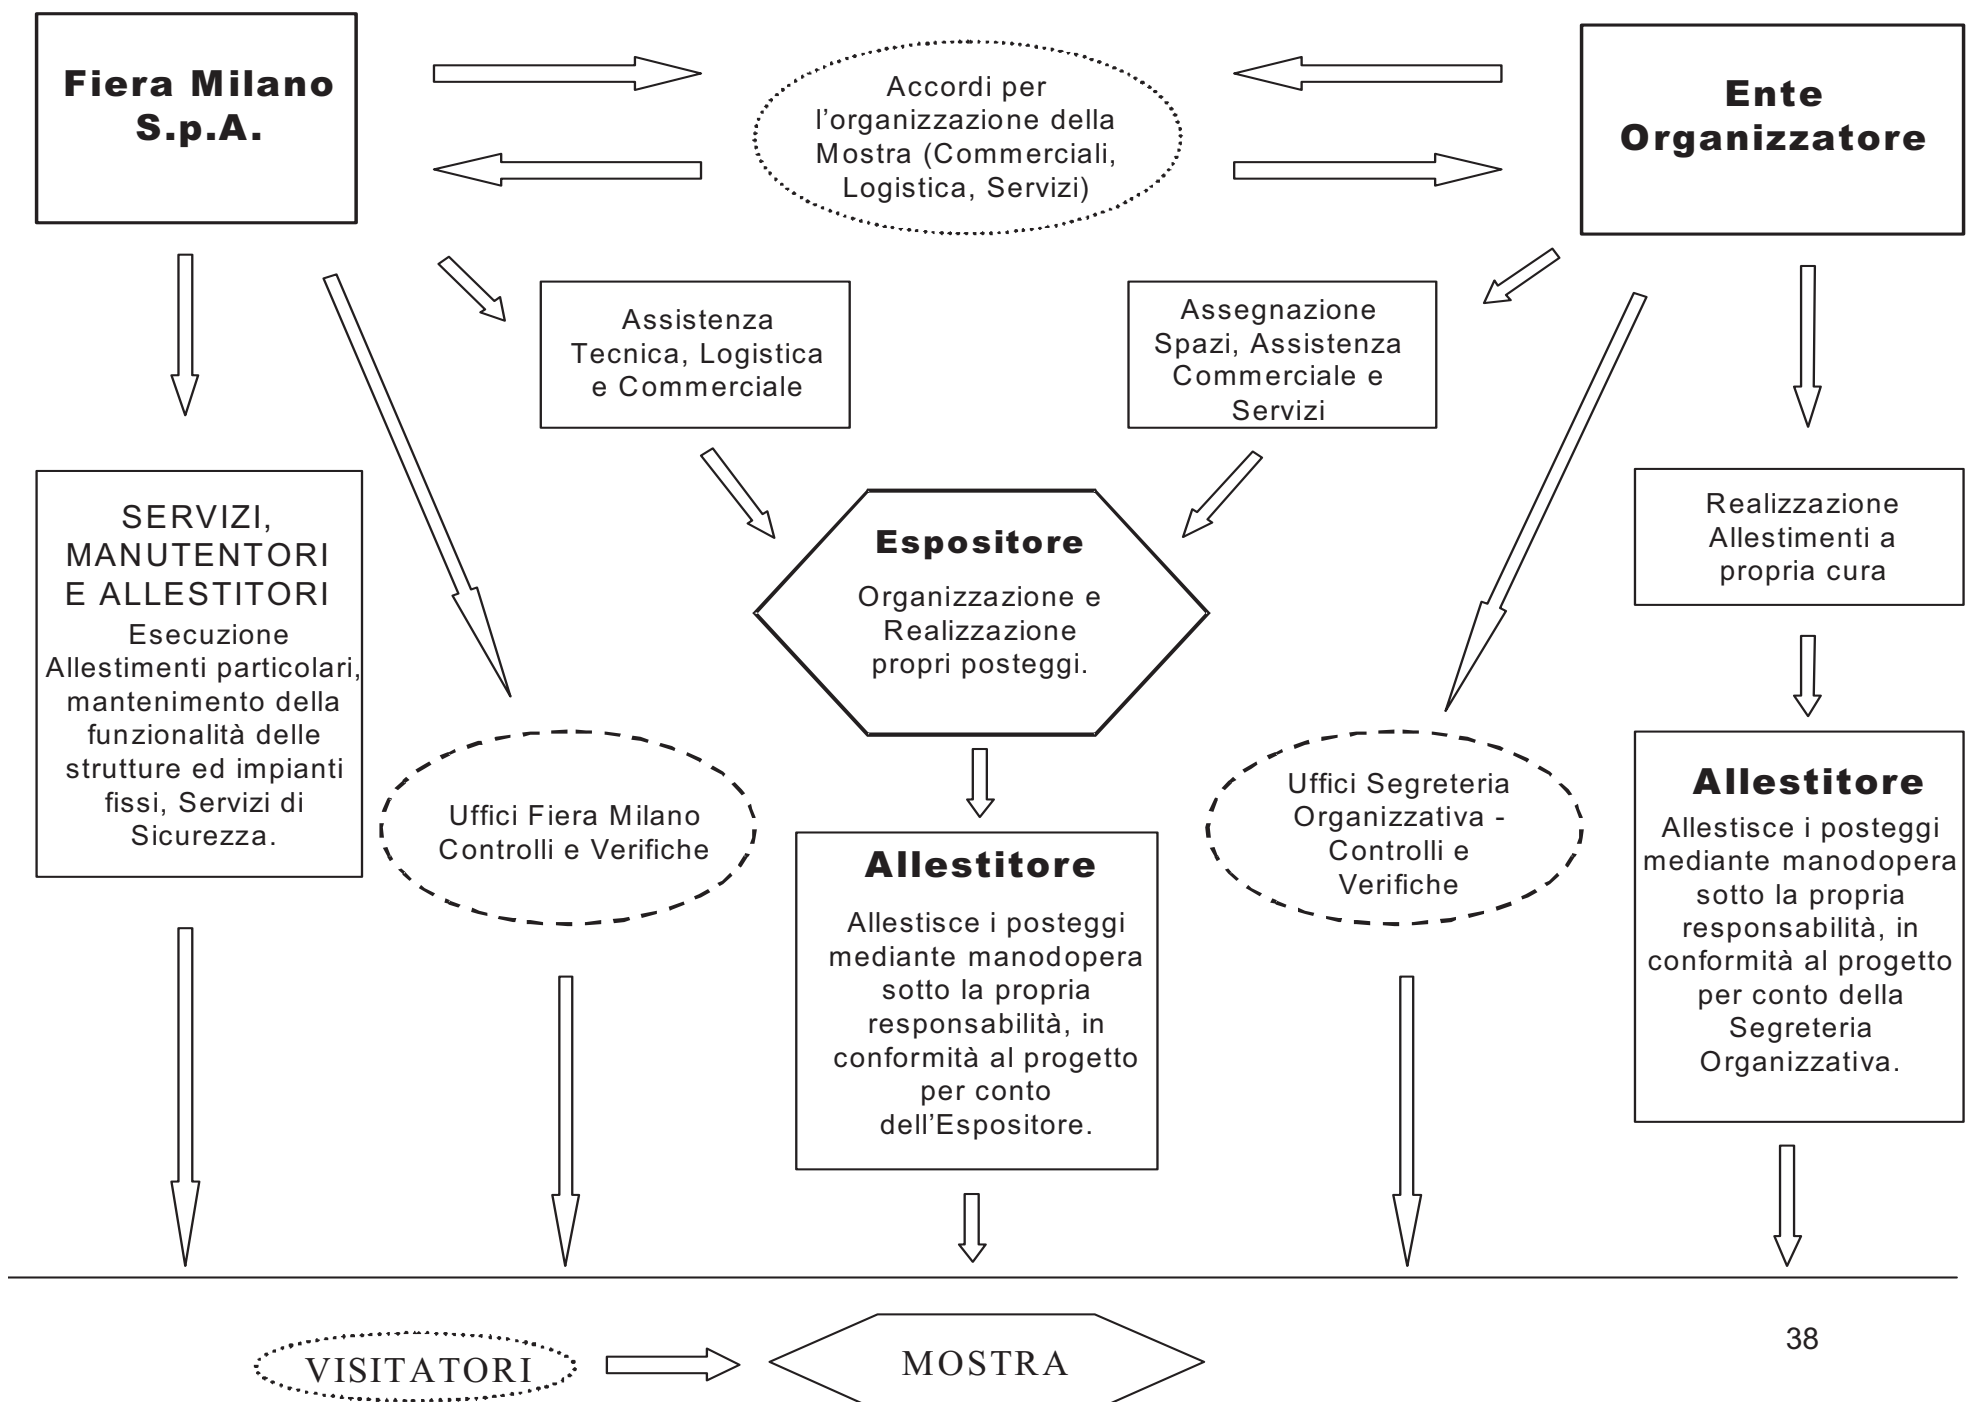 Fiera Milano
S.p.A.
Accordi per
l'organizzazione della
Mostra (Commerciali,
Logistica, Servizi)
Ente
Organizzatore
Assistenza
Tecnica, Logistica
e Commerciale
Assegnazione
Spazi, Assistenza
Commerciale e
Servizi
SERVIZI,
MANUTENTORI
E ALLESTITORI
Esecuzione
Allestimenti particolari,
mantenimento della
funzionalità delle
strutture ed impianti
fissi, Servizi di
Sicurezza.
Espositore
Organizzazione e
Realizzazione
propri posteggi.
Realizzazione
Allestimenti a
propria cura
Uffici Fiera Milano
Controlli e Verifiche
Allestitore
Allestisce i posteggi
mediante manodopera
sotto la propria
responsabilità, in
conformità al progetto
per conto
dell'Espositore.
Uffici Segreteria
Organizzativa -
Controlli e
Verifiche
Allestitore
Allestisce i posteggi
mediante manodopera
sotto la propria
responsabilità, in
conformità al progetto
per conto della
Segreteria
Organizzativa.
VISITATORI
MOSTRA
38